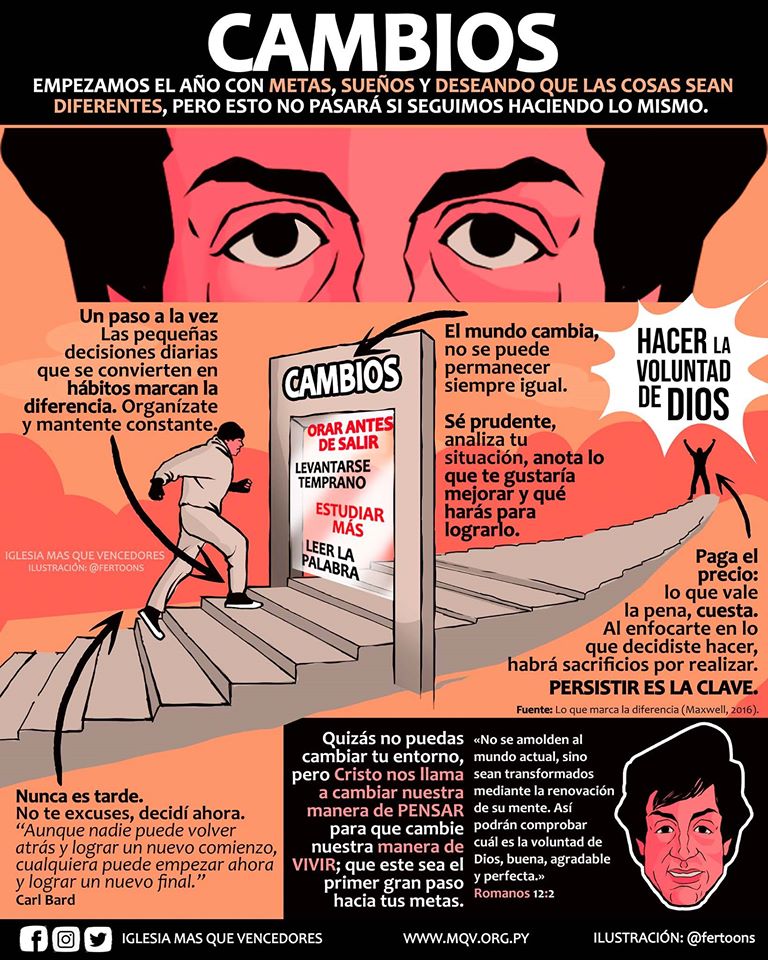 CAMBIOS
EMPEZAMOS EL AÑO CON METAS, SUEÑOS Y DESEANDO QUE LAS COSAS SEAN
DIFERENTES, PERO ESTO NO PASARÁ SI SEGUIMOS HACIENDO LO MISMO.
Un paso a la vez
Las pequeñas
decisiones diarias
que se convierten en
hábitos marcan la
diferencia. Organízate
y mantente constante.
El mundo cambia,
no se puede
permanecer
siempre igual.
Sé prudente,
analiza tu
situación, anota lo
que te gustaría
mejorar y qué
harás para
lograrlo.
HACER LA
VOLUNTAD
DE DIOS
CAMBIOS
ORAR ANTES
DE SALIR
LEVANTARSE
TEMPRANO
ESTUDIAR
MÁS
LEER LA
PALABRA
IGLESIA MAS QUE VENCEDORES
ILUSTRACIÓN: @FERTOONS
Paga el
precio:
lo que vale
la pena, cuesta.
Al enfocarte en lo
que decidiste hacer,
habrá sacrificios por realizar.
PERSISTIR ES LA CLAVE.
Fuente: Lo que marca la diferencia (Maxwell, 2016).
Nunca es tarde.
No te excuses, decidí ahora.
“Aunque nadie puede volver
atrás y lograr un nuevo comienzo,
cualquiera puede empezar ahora
y lograr un nuevo final.”
Carl Bard
Quizás no puedas
cambiar tu entorno,
pero Cristo nos llama
a cambiar nuestra
manera de PENSAR
para que cambie
nuestra manera de
VIVIR; que este sea el
primer gran paso
hacia tus metas.
«No se amolden al
mundo actual, sino
sean transformados
mediante la renovación
de su mente. Así
podrán comprobar
cuál es la voluntad de
Dios, buena, agradable
y perfecta.»
Romanos 12:2
IGLESIA MAS QUE VENCEDORES
WWW.MQV.ORG.PY
ILUSTRACIÓN: @fertoons